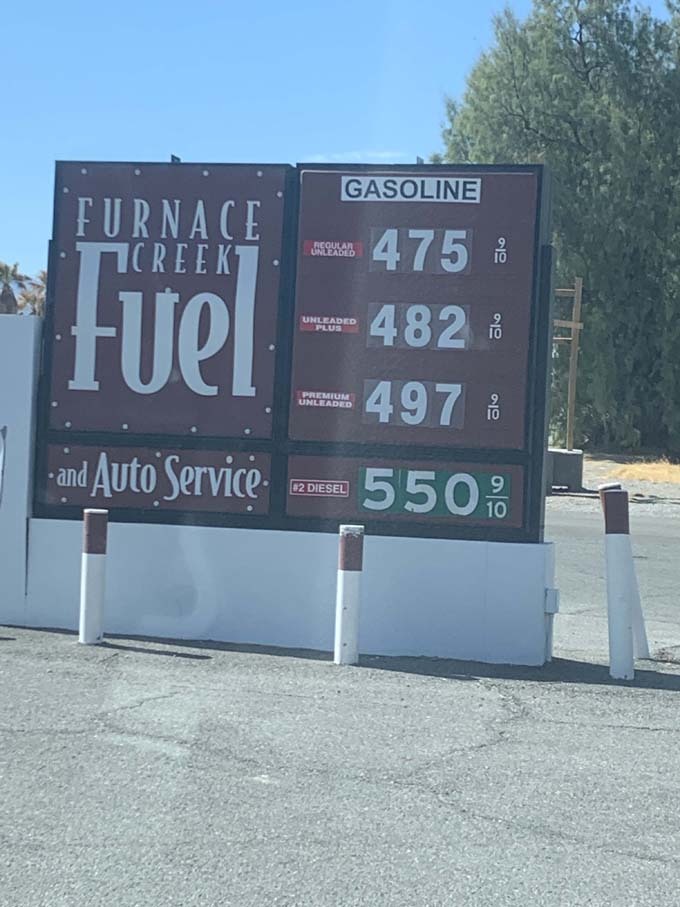 FURNACE
CREEK
Fuel
and Auto Service
GASOLINE
REGULAR
UNLEADED
475 9/10
UNLEADED
PLUS
482 9/10
PREMIUM
UNLEADED
497 9/10
#2 DIESEL
550 9/10